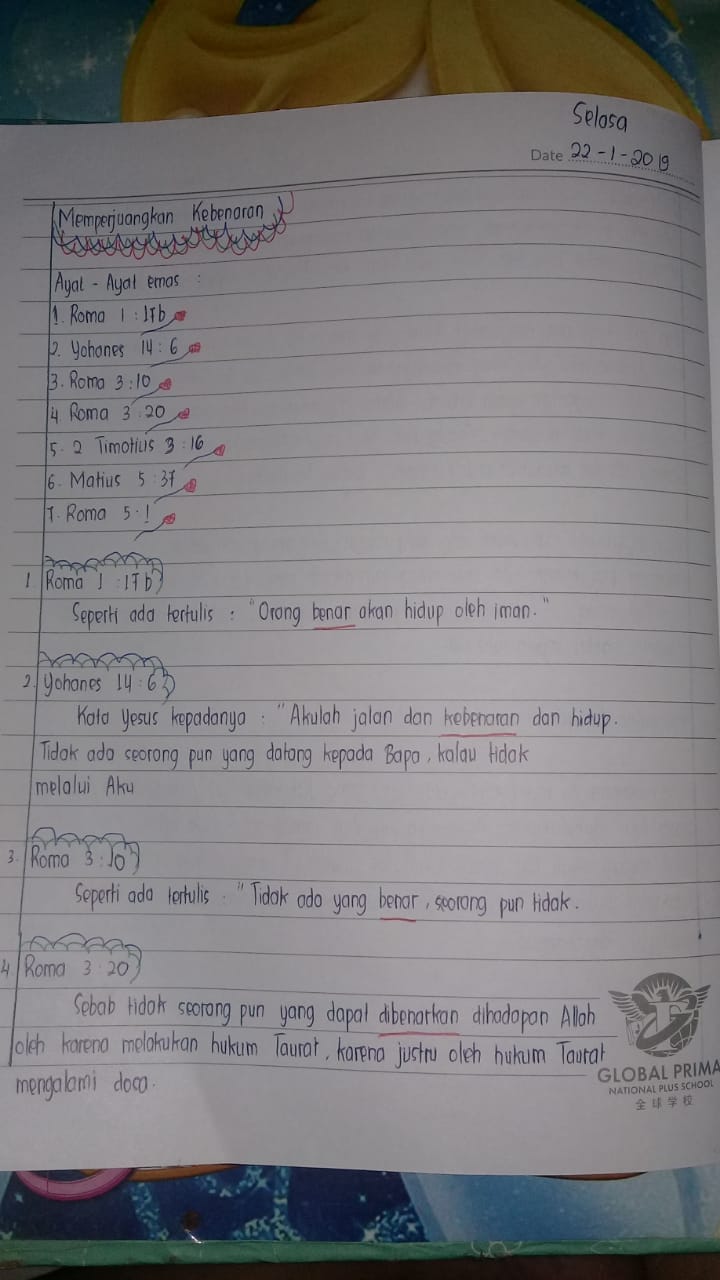 Selasa
Date 22-1-2019
Memperjuangkan Kebenaran
Ayat - Ayat emas :
1. Roma 1 : 17b
2. Yohanes 14 : 6
3. Roma 3 : 10
4. Roma 3 : 20
5. 2 Timotius 3 : 16
6. Matius 5 : 37
7. Roma 5 : 1
1 Roma 1 : 17b
Seperti ada tertulis : "Orang benar akan hidup oleh iman."
2. Yohanes 14 : 6
Kata Yesus kepadanya : "Akulah jalan dan kebenaran dan hidup.
Tidak ada seorang pun yang datang kepada Bapa, kalau tidak
melalui Aku
3. Roma 3 : 10
Seperti ada tertulis : "Tidak ada yang benar, seorang pun tidak.
4. Roma 3 : 20
Sebab tidak seorang pun yang dapat dibenarkan dihadapan Allah
oleh karena melakukan hukum Taurat, karena justru oleh hukum Taurat
mengalami dosa.
GLOBAL PRIMA
NATIONAL PLUS SCHOOL
全球学校